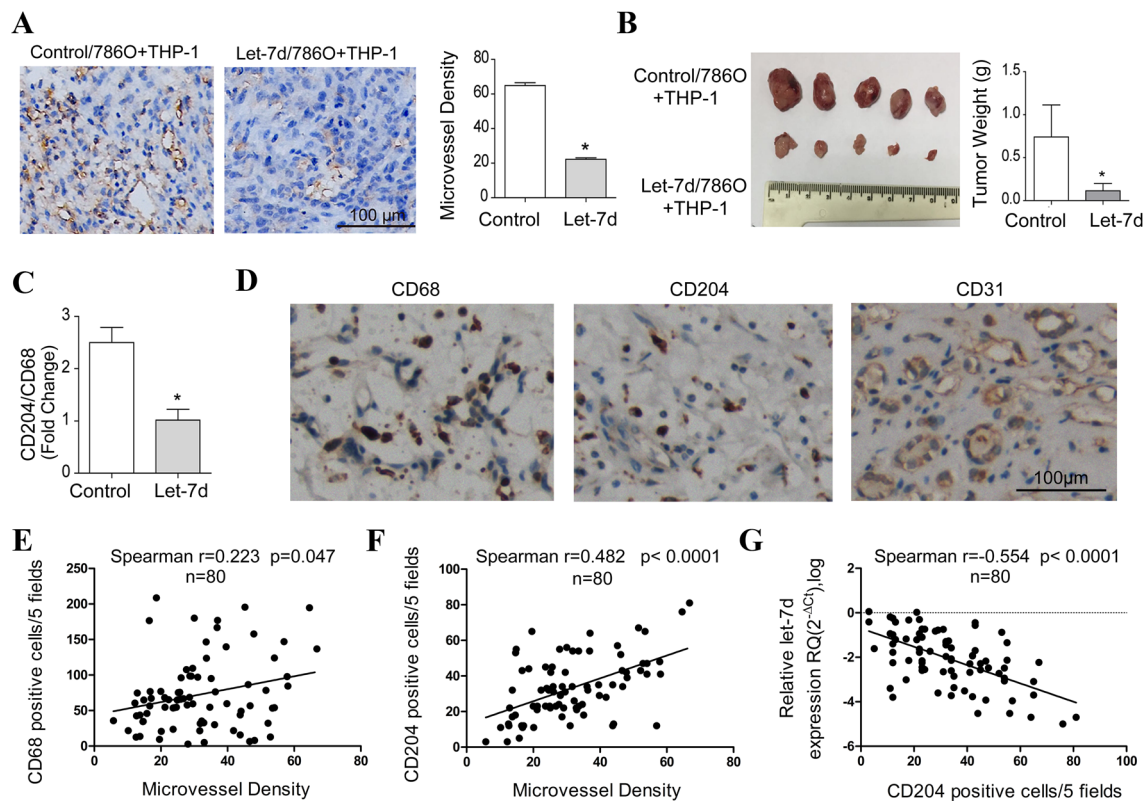 A
Control/786O+THP-1
Let-7d/786O+THP-1
100 µm
Microvessel Density
80
60
40
20
0
*
Control
Let-7d
B
Control/786O
+THP-1
Let-7d/786O
+THP-1
Tumor Weight (g)
1.5
1.0
0.5
0.0
*
Control
Let-7d
C
CD204/CD68
(Fold Change)
3
2
1
0
*
Control
Let-7d
D
CD68
CD204
CD31
100µm
E
Spearman r=0.223 p=0.047
n=80
CD68 positive cells/5 fields
250
200
150
100
50
0
0
20
40
60
80
Microvessel Density
F
Spearman r=0.482 p< 0.0001
n=80
CD204 positive cells/5 fields
100
80
60
40
20
0
0
20
40
60
80
Microvessel Density
G
Spearman r=-0.554 p< 0.0001
n=80
Relative let-7d
expression RQ(2^-ΔCt),log
2
0
-2
-4
-6
0
20
40
60
80
100
CD204 positive cells/5 fields